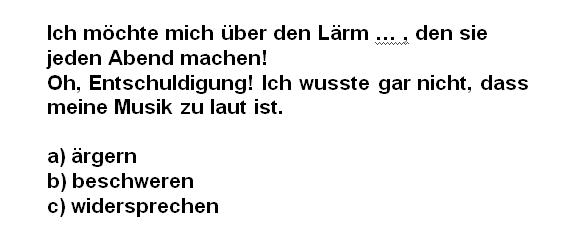 Ich möchte mich über den Lärm ... , den sie
jeden Abend machen!
Oh, Entschuldigung! Ich wusste gar nicht, dass
meine Musik zu laut ist.
a) ärgern
b) beschweren
c) widersprechen